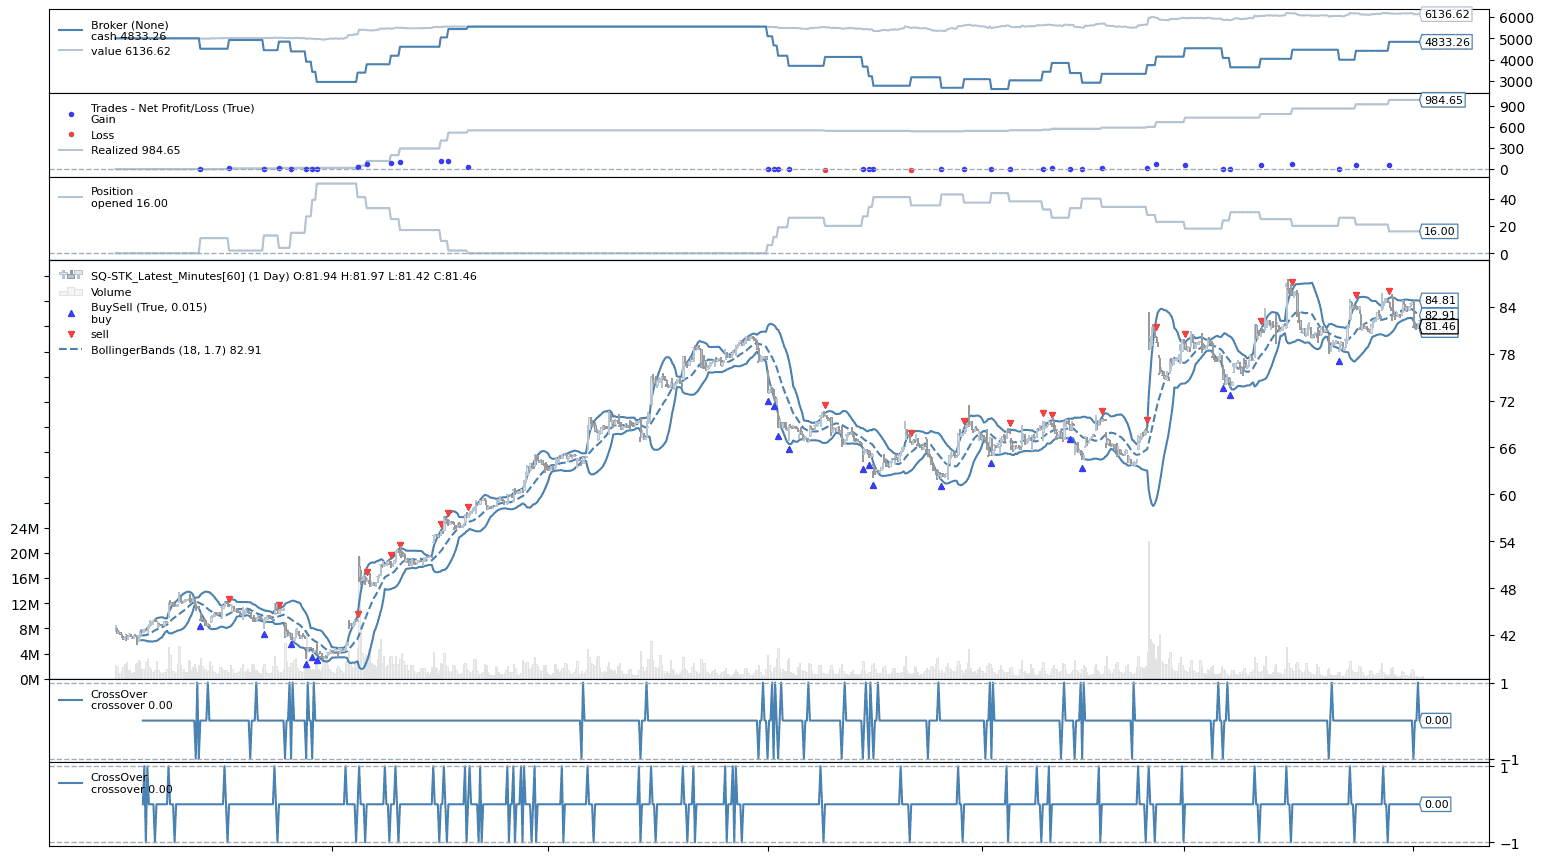 Broker (None)
cash 4833.26
value 6136.62
6136.62
6000
5000
4833.26
4000
3000
Trades - Net Profit/Loss (True)
Gain
Loss
Realized 984.65
984.65
900
600
300
0
Position
opened 16.00
40
20
16.00
0
SQ-STK_Latest_Minutes[60] (1 Day) O:81.94 H:81.97 L:81.42 C:81.46
Volume
BuySell (True, 0.015)
buy
sell
BollingerBands (18, 1.7) 82.91
84.81
84
82.91
81.46
78
72
66
60
54
48
42
24M
20M
16M
12M
8M
4M
0M
CrossOver
crossover 0.00
1
0.00
−1
CrossOver
crossover 0.00
1
0.00
−1